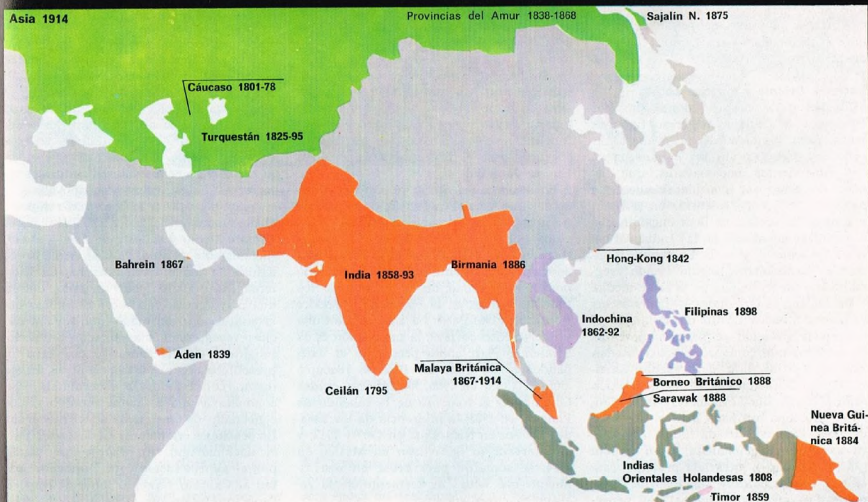 Asia 1914
Provincias del Amur 1838-1868
Sajalín N. 1875
Cáucaso 1801-78
Turquestán 1825-95
Bahrein 1867
India 1858-93
Birmania 1886
Hong-Kong 1842
Aden 1839
Indochina
1862-92
Filipinas 1898
Ceilán 1795
Malaya Británica
1867-1914
Borneo Británico 1888
Sarawak 1888
Nueva Gui-
nea Britá-
nica 1884
Indias
Orientales Holandesas 1808
Timor 1859